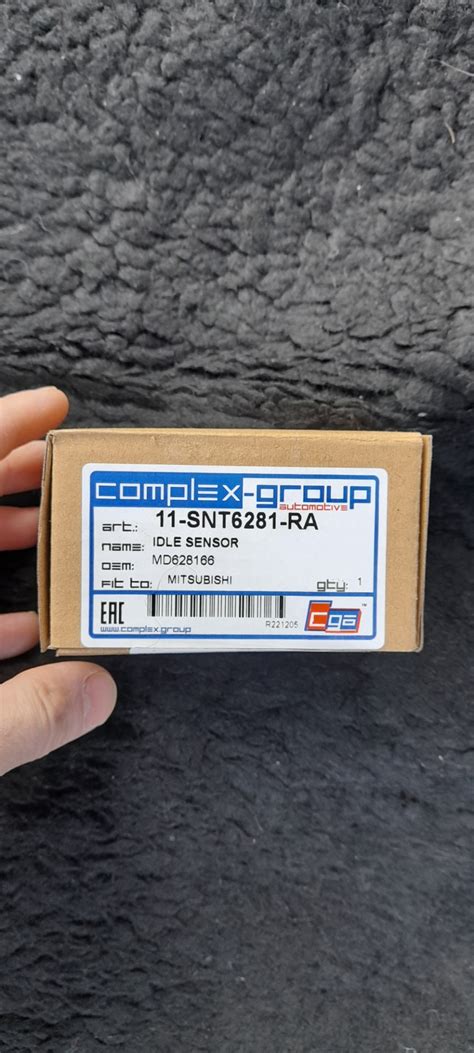 complex-group
automotive
art.: 11-SNT6281-RA
name: IDLE SENSOR
OEM: MD628166
Fit to: MITSUBISHI qty: 1
EAC R221205 cga ™
www.complex.group